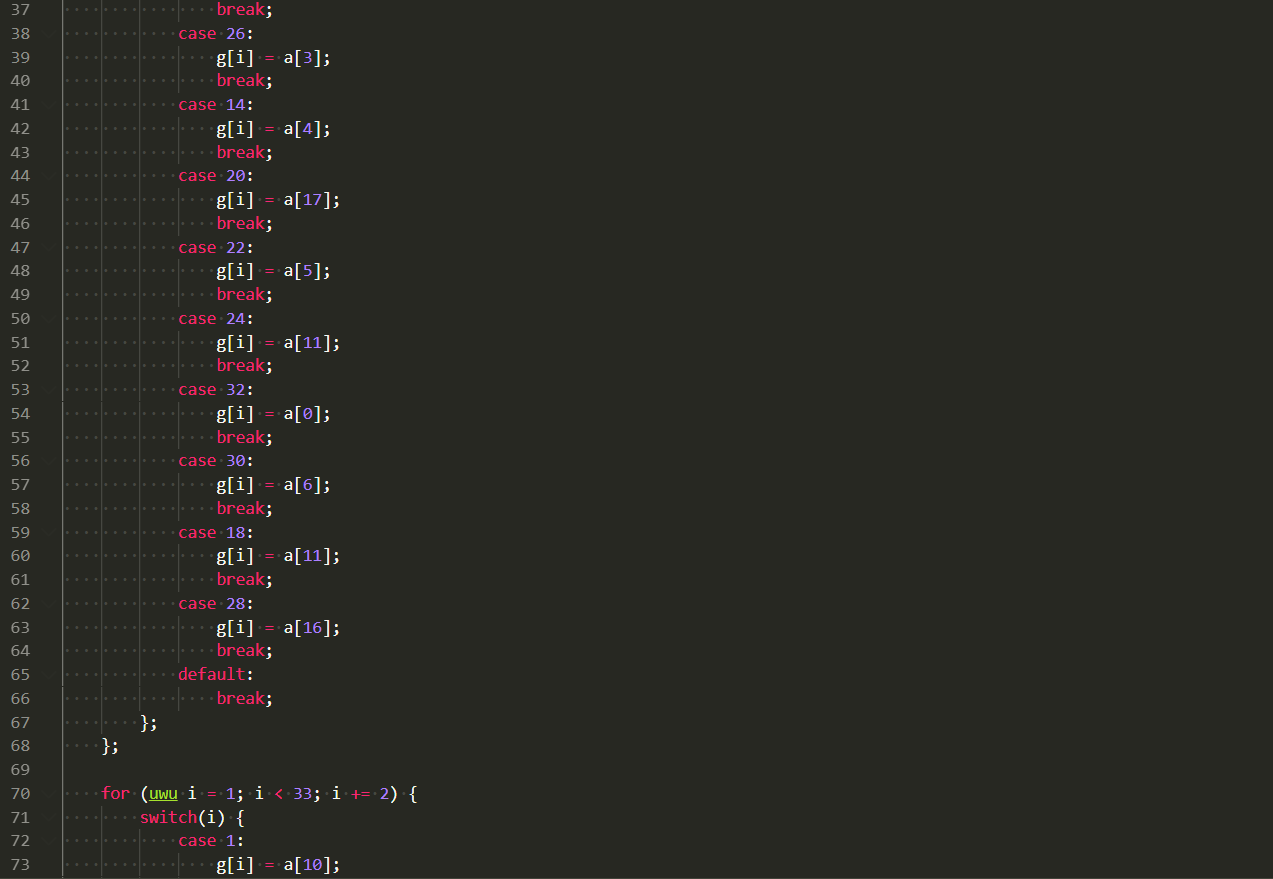 37 break;
38 case 26:
39 g[i] = a[3];
40 break;
41 case 14:
42 g[i] = a[4];
43 break;
44 case 20:
45 g[i] = a[17];
46 break;
47 case 22:
48 g[i] = a[5];
49 break;
50 case 24:
51 g[i] = a[11];
52 break;
53 case 32:
54 g[i] = a[0];
55 break;
56 case 30:
57 g[i] = a[6];
58 break;
59 case 18:
60 g[i] = a[11];
61 break;
62 case 28:
63 g[i] = a[16];
64 break;
65 default:
66 break;
67 };
68 };
69
70 for (uwu i = 1; i < 33; i += 2) {
71 switch(i) {
72 case 1:
73 g[i] = a[10];